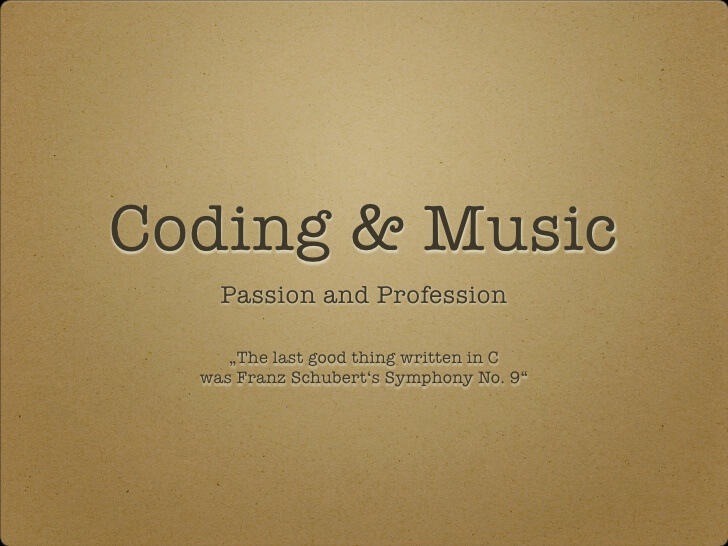 Coding & Music
Passion and Profession
„The last good thing written in C
was Franz Schubert‘s Symphony No. 9“